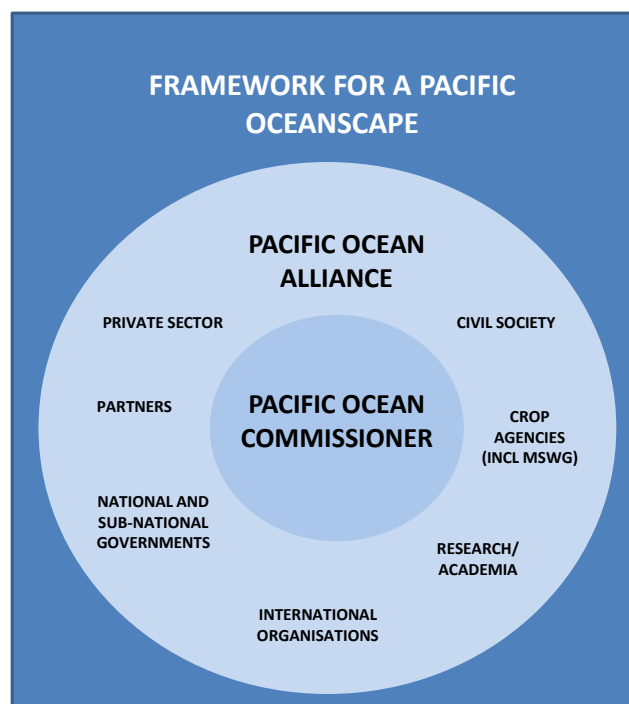 FRAMEWORK FOR A PACIFIC
OCEANSCAPE
PACIFIC OCEAN
ALLIANCE
PRIVATE SECTOR
CIVIL SOCIETY
PARTNERS
PACIFIC OCEAN
COMMISSIONER
CROP
AGENCIES
(INCL MSWG)
NATIONAL AND
SUB-NATIONAL
GOVERNMENTS
RESEARCH/
ACADEMIA
INTERNATIONAL
ORGANISATIONS